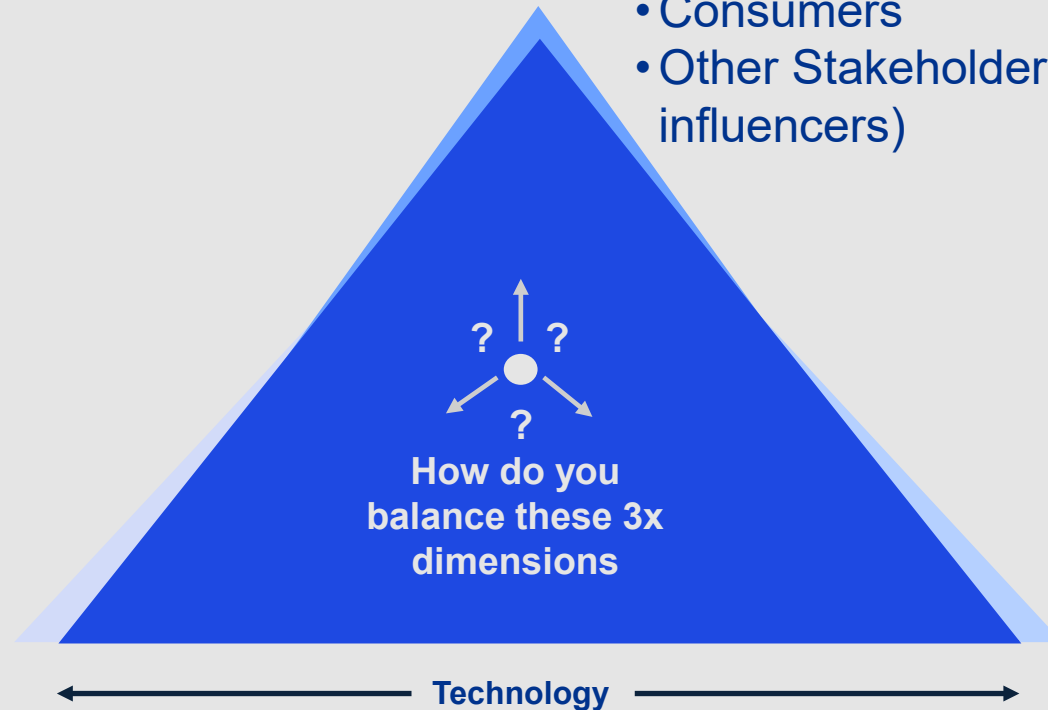 • Consumers
• Other Stakeholder
influencers)
? ?
?
How do you
balance these 3x
dimensions
Technology